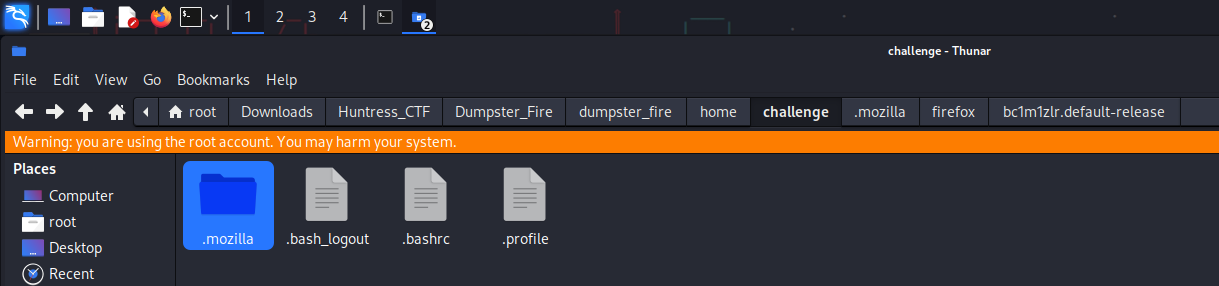 1 2 3 4 2
challenge - Thunar
File Edit View Go Bookmarks Help
root Downloads Huntress_CTF Dumpster_Fire dumpster_fire home challenge .mozilla firefox bc1m1zlr.default-release
Warning: you are using the root account. You may harm your system.
Places
Computer
root
Desktop
Recent
.mozilla .bash_logout .bashrc .profile